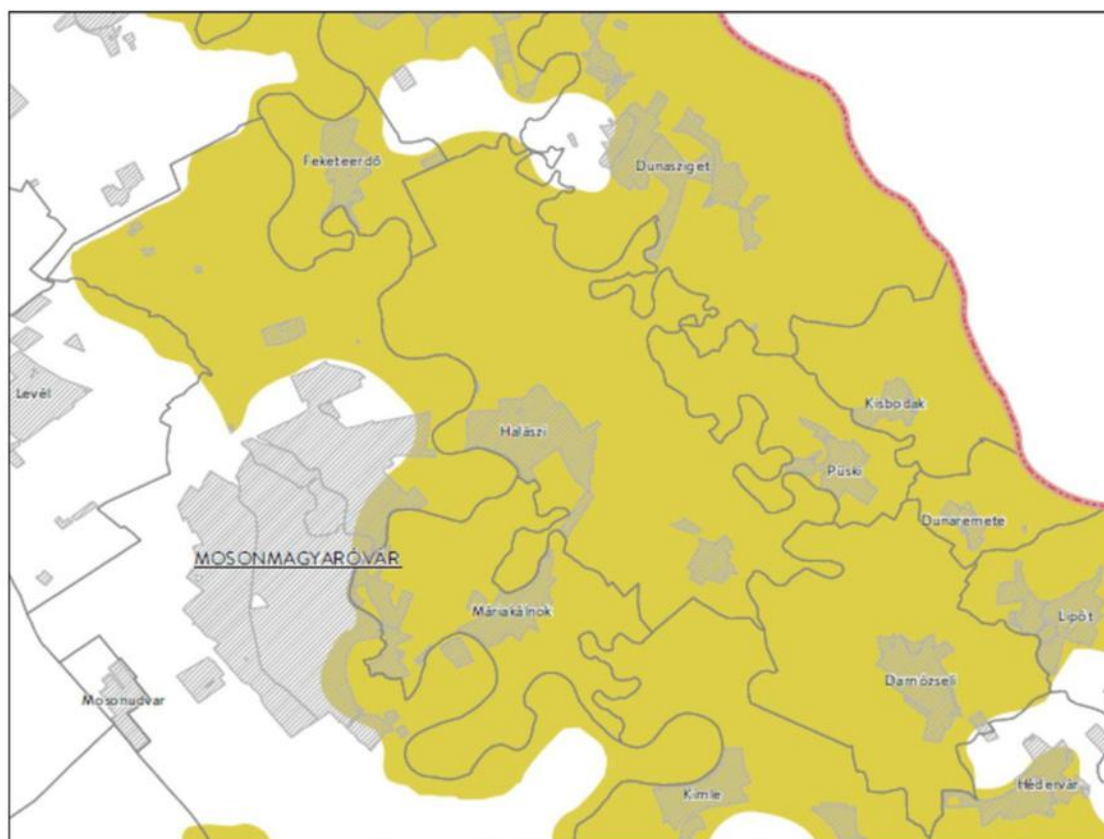 Feketeerdő
Dunasziget
Levél
Kisbodak
Halászi
Püski
Dunaremete
MOSONMAGYARÓVÁR
Máriakálnok
Lipót
Darnózseli
Mosonudvar
Hédervár
Kimle